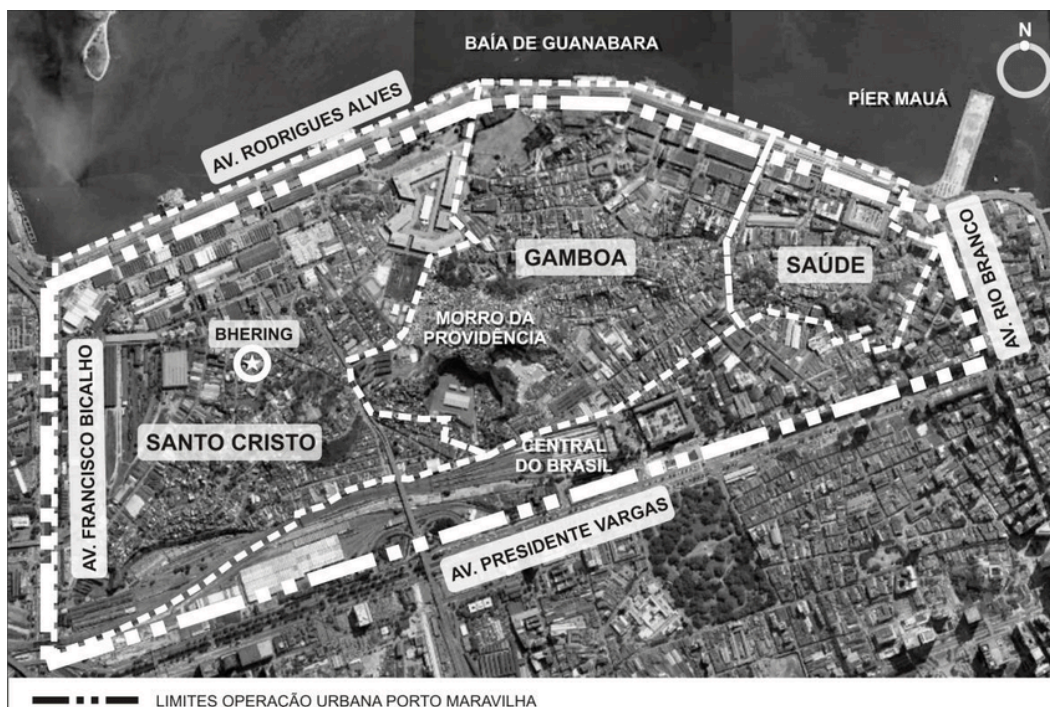 BAÍA DE GUANABARA
N
PÍER MAUÁ
AV. RODRIGUES ALVES
GAMBOA
SAÚDE
AV. RIO BRANCO
MORRO DA
PROVIDÊNCIA
BHERING
AV. FRANCISCO BICALHO
SANTO CRISTO
CENTRAL
DO BRASIL
AV. PRESIDENTE VARGAS
LIMITES OPERAÇÃO URBANA PORTO MARAVILHA